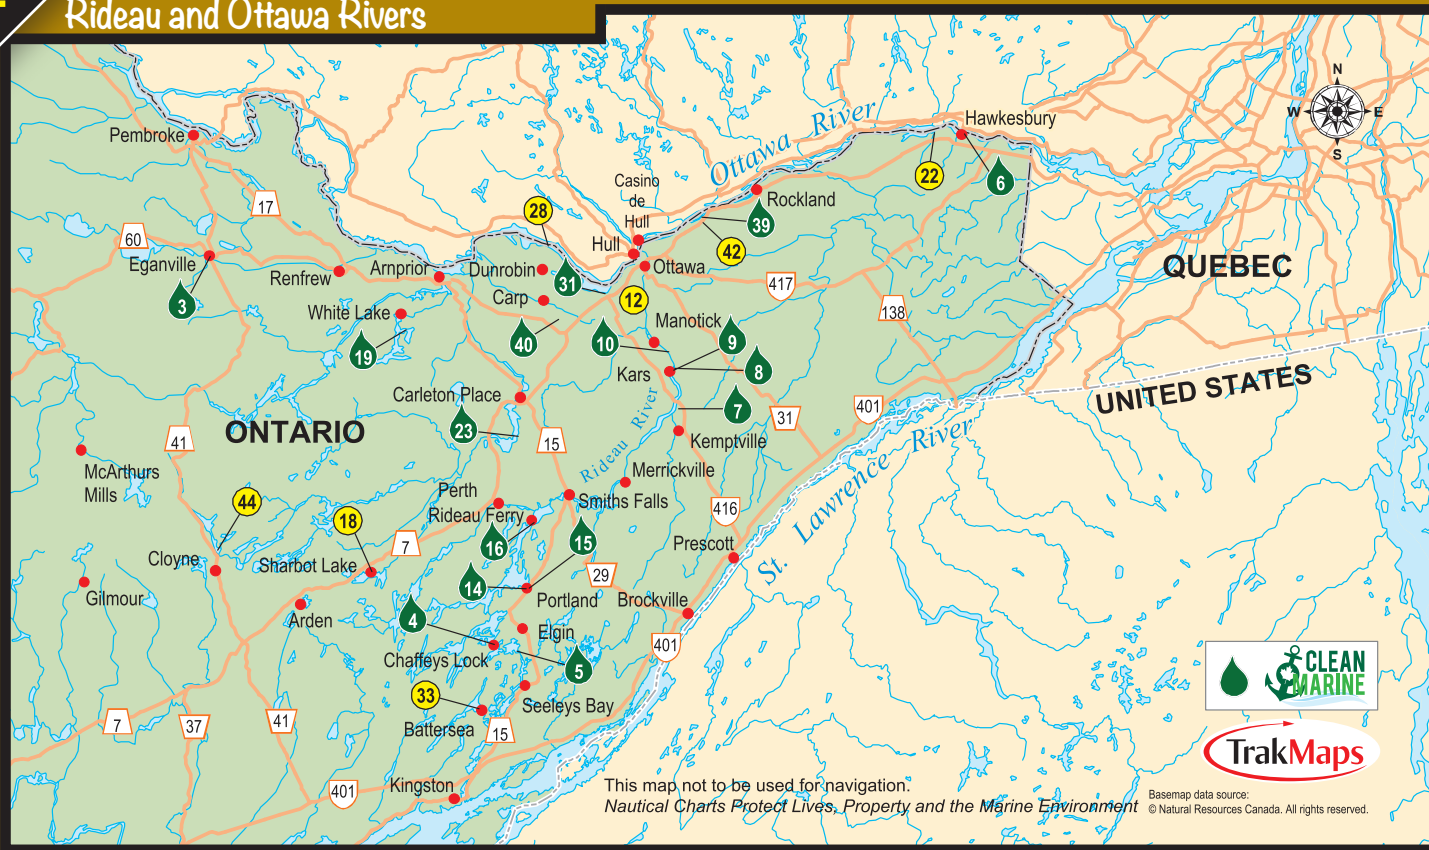 Rideau and Ottawa Rivers
N
W
E
S
Pembroke
Hawkesbury
Ottawa River
22
6
17
Casino
de
Hull
28
Rockland
39
60
Eganville
Hull
42
Renfrew
Arnprior
Dunrobin
31
Ottawa
QUEBEC
3
Carp
12
417
138
White Lake
19
40
10
Manotick
9
Kars
8
UNITED STATES
Carleton Place
7
31
401
23
ONTARIO
41
15
Rideau River
Kemptville
St. Lawrence River
McArthurs
Mills
Merrickville
44
Perth
Smiths Falls
416
18
Rideau Ferry
16
15
7
Prescott
Cloyne
Sharbot Lake
14
29
Gilmour
Arden
Portland
Brockville
4
Elgin
401
Chaffeys Lock
5
33
Seeleys Bay
7
37
41
Battersea
15
Kingston
401
CLEAN
MARINE
TrakMaps
This map not to be used for navigation.
Nautical Charts Protect Lives, Property and the Marine Environment
Basemap data source:
© Natural Resources Canada. All rights reserved.